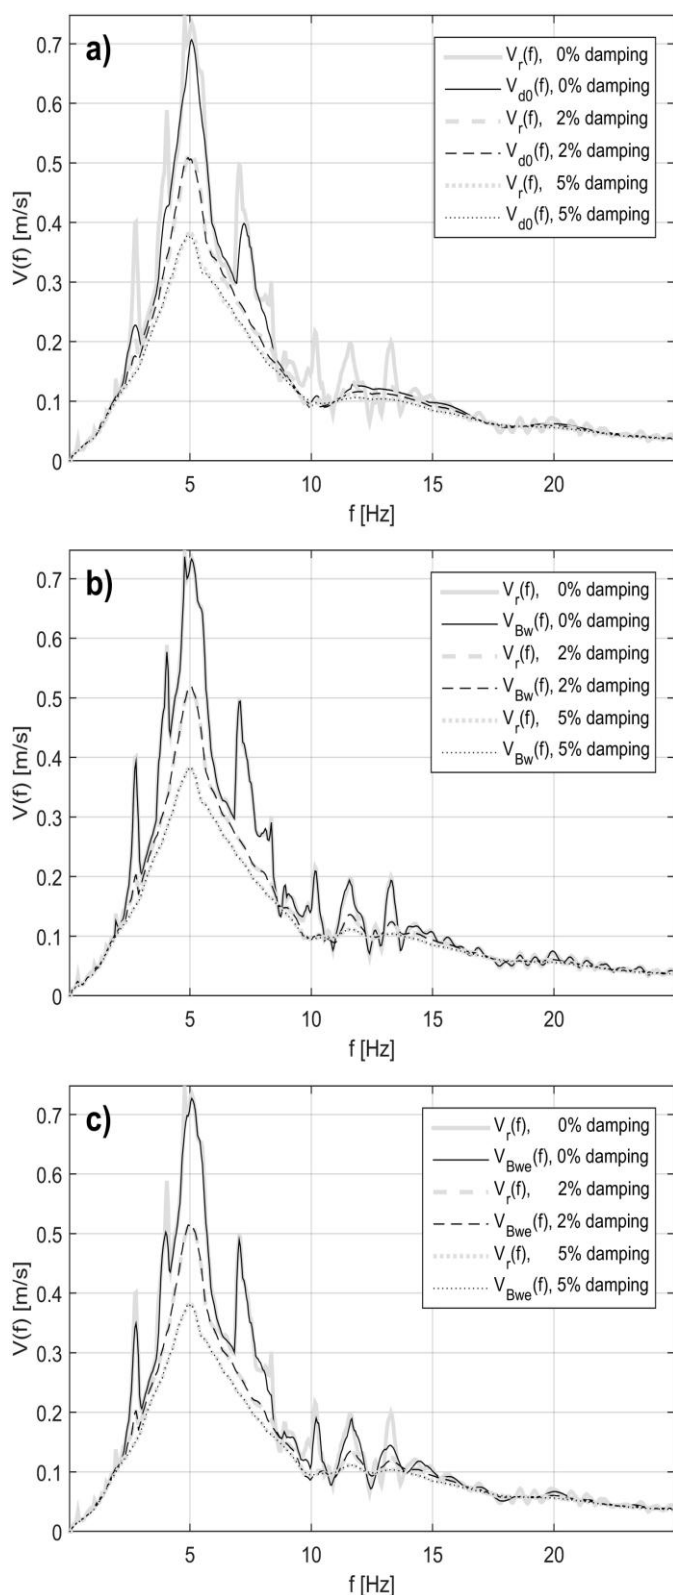 a)
V(f) [m/s]
0.7
0.6
0.5
0.4
0.3
0.2
0.1
0
V_r(f), 0% damping
V_d0(f), 0% damping
V_r(f), 2% damping
V_d0(f), 2% damping
V_r(f), 5% damping
V_d0(f), 5% damping
5 10 15 20
f [Hz]
b)
V(f) [m/s]
0.7
0.6
0.5
0.4
0.3
0.2
0.1
0
V_r(f), 0% damping
V_Bw(f), 0% damping
V_r(f), 2% damping
V_Bw(f), 2% damping
V_r(f), 5% damping
V_Bw(f), 5% damping
5 10 15 20
f [Hz]
c)
V(f) [m/s]
0.7
0.6
0.5
0.4
0.3
0.2
0.1
0
V_r(f), 0% damping
V_Bwe(f), 0% damping
V_r(f), 2% damping
V_Bwe(f), 2% damping
V_r(f), 5% damping
V_Bwe(f), 5% damping
5 10 15 20
f [Hz]